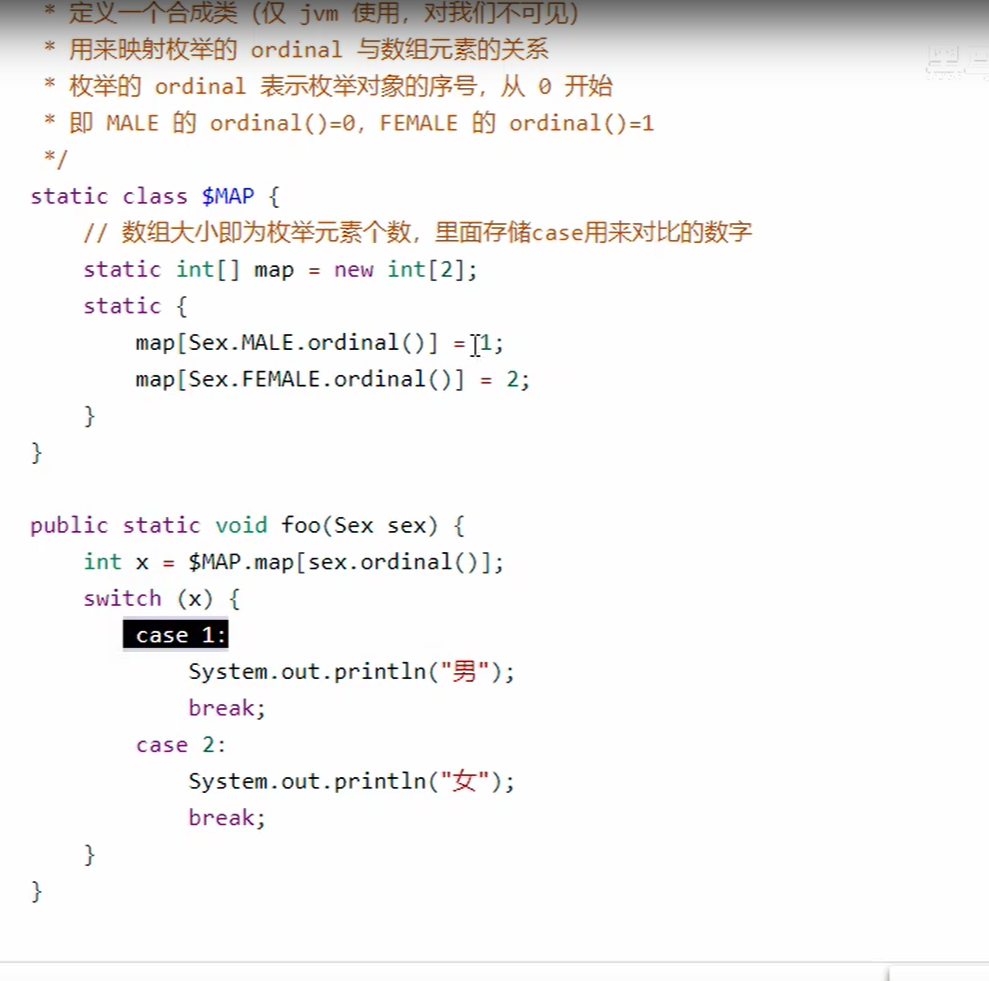 * 定义一个合成类 (仅 jvm 使用, 对我们不可见)
* 用来映射枚举的 ordinal 与数组元素的关系
* 枚举的 ordinal 表示枚举对象的序号, 从 0 开始
* 即 MALE 的 ordinal()=0, FEMALE 的 ordinal()=1
*/
static class $MAP {
// 数组大小即为枚举元素个数, 里面存储case用来对比的数字
static int[] map = new int[2];
static {
map[Sex.MALE.ordinal()] = 1;
map[Sex.FEMALE.ordinal()] = 2;
}
}
public static void foo(Sex sex) {
int x = $MAP.map[sex.ordinal()];
switch (x) {
case 1:
System.out.println("男");
break;
case 2:
System.out.println("女");
break;
}
}